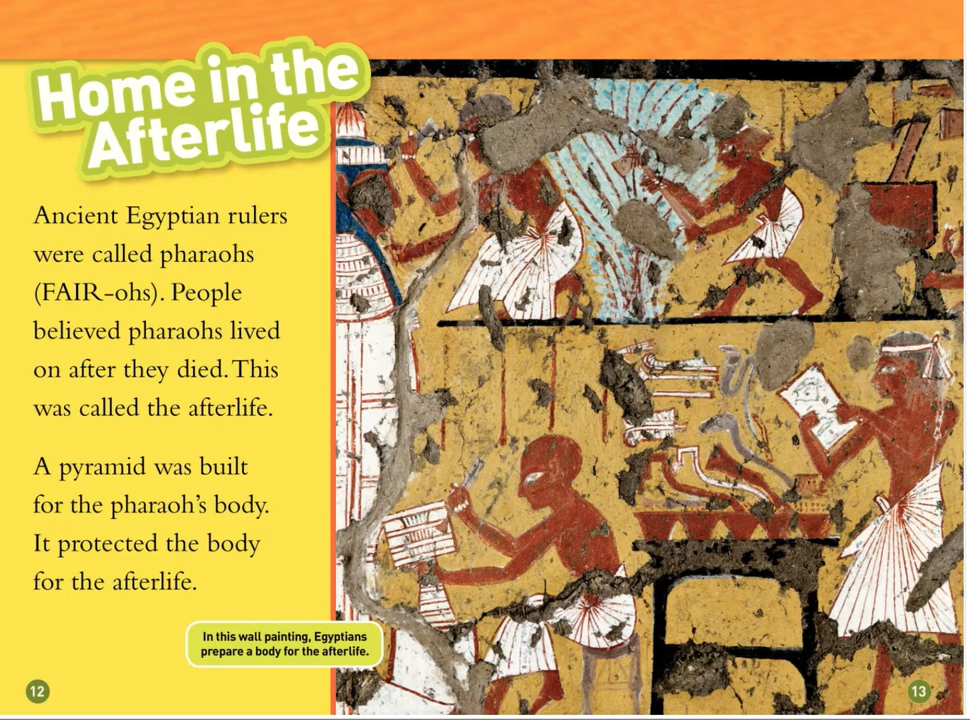 Home in the
Afterlife
Ancient Egyptian rulers
were called pharaohs
(FAIR-ohs). People
believed pharaohs lived
on after they died. This
was called the afterlife.
A pyramid was built
for the pharaoh’s body.
It protected the body
for the afterlife.
In this wall painting, Egyptians
prepare a body for the afterlife.
12
13